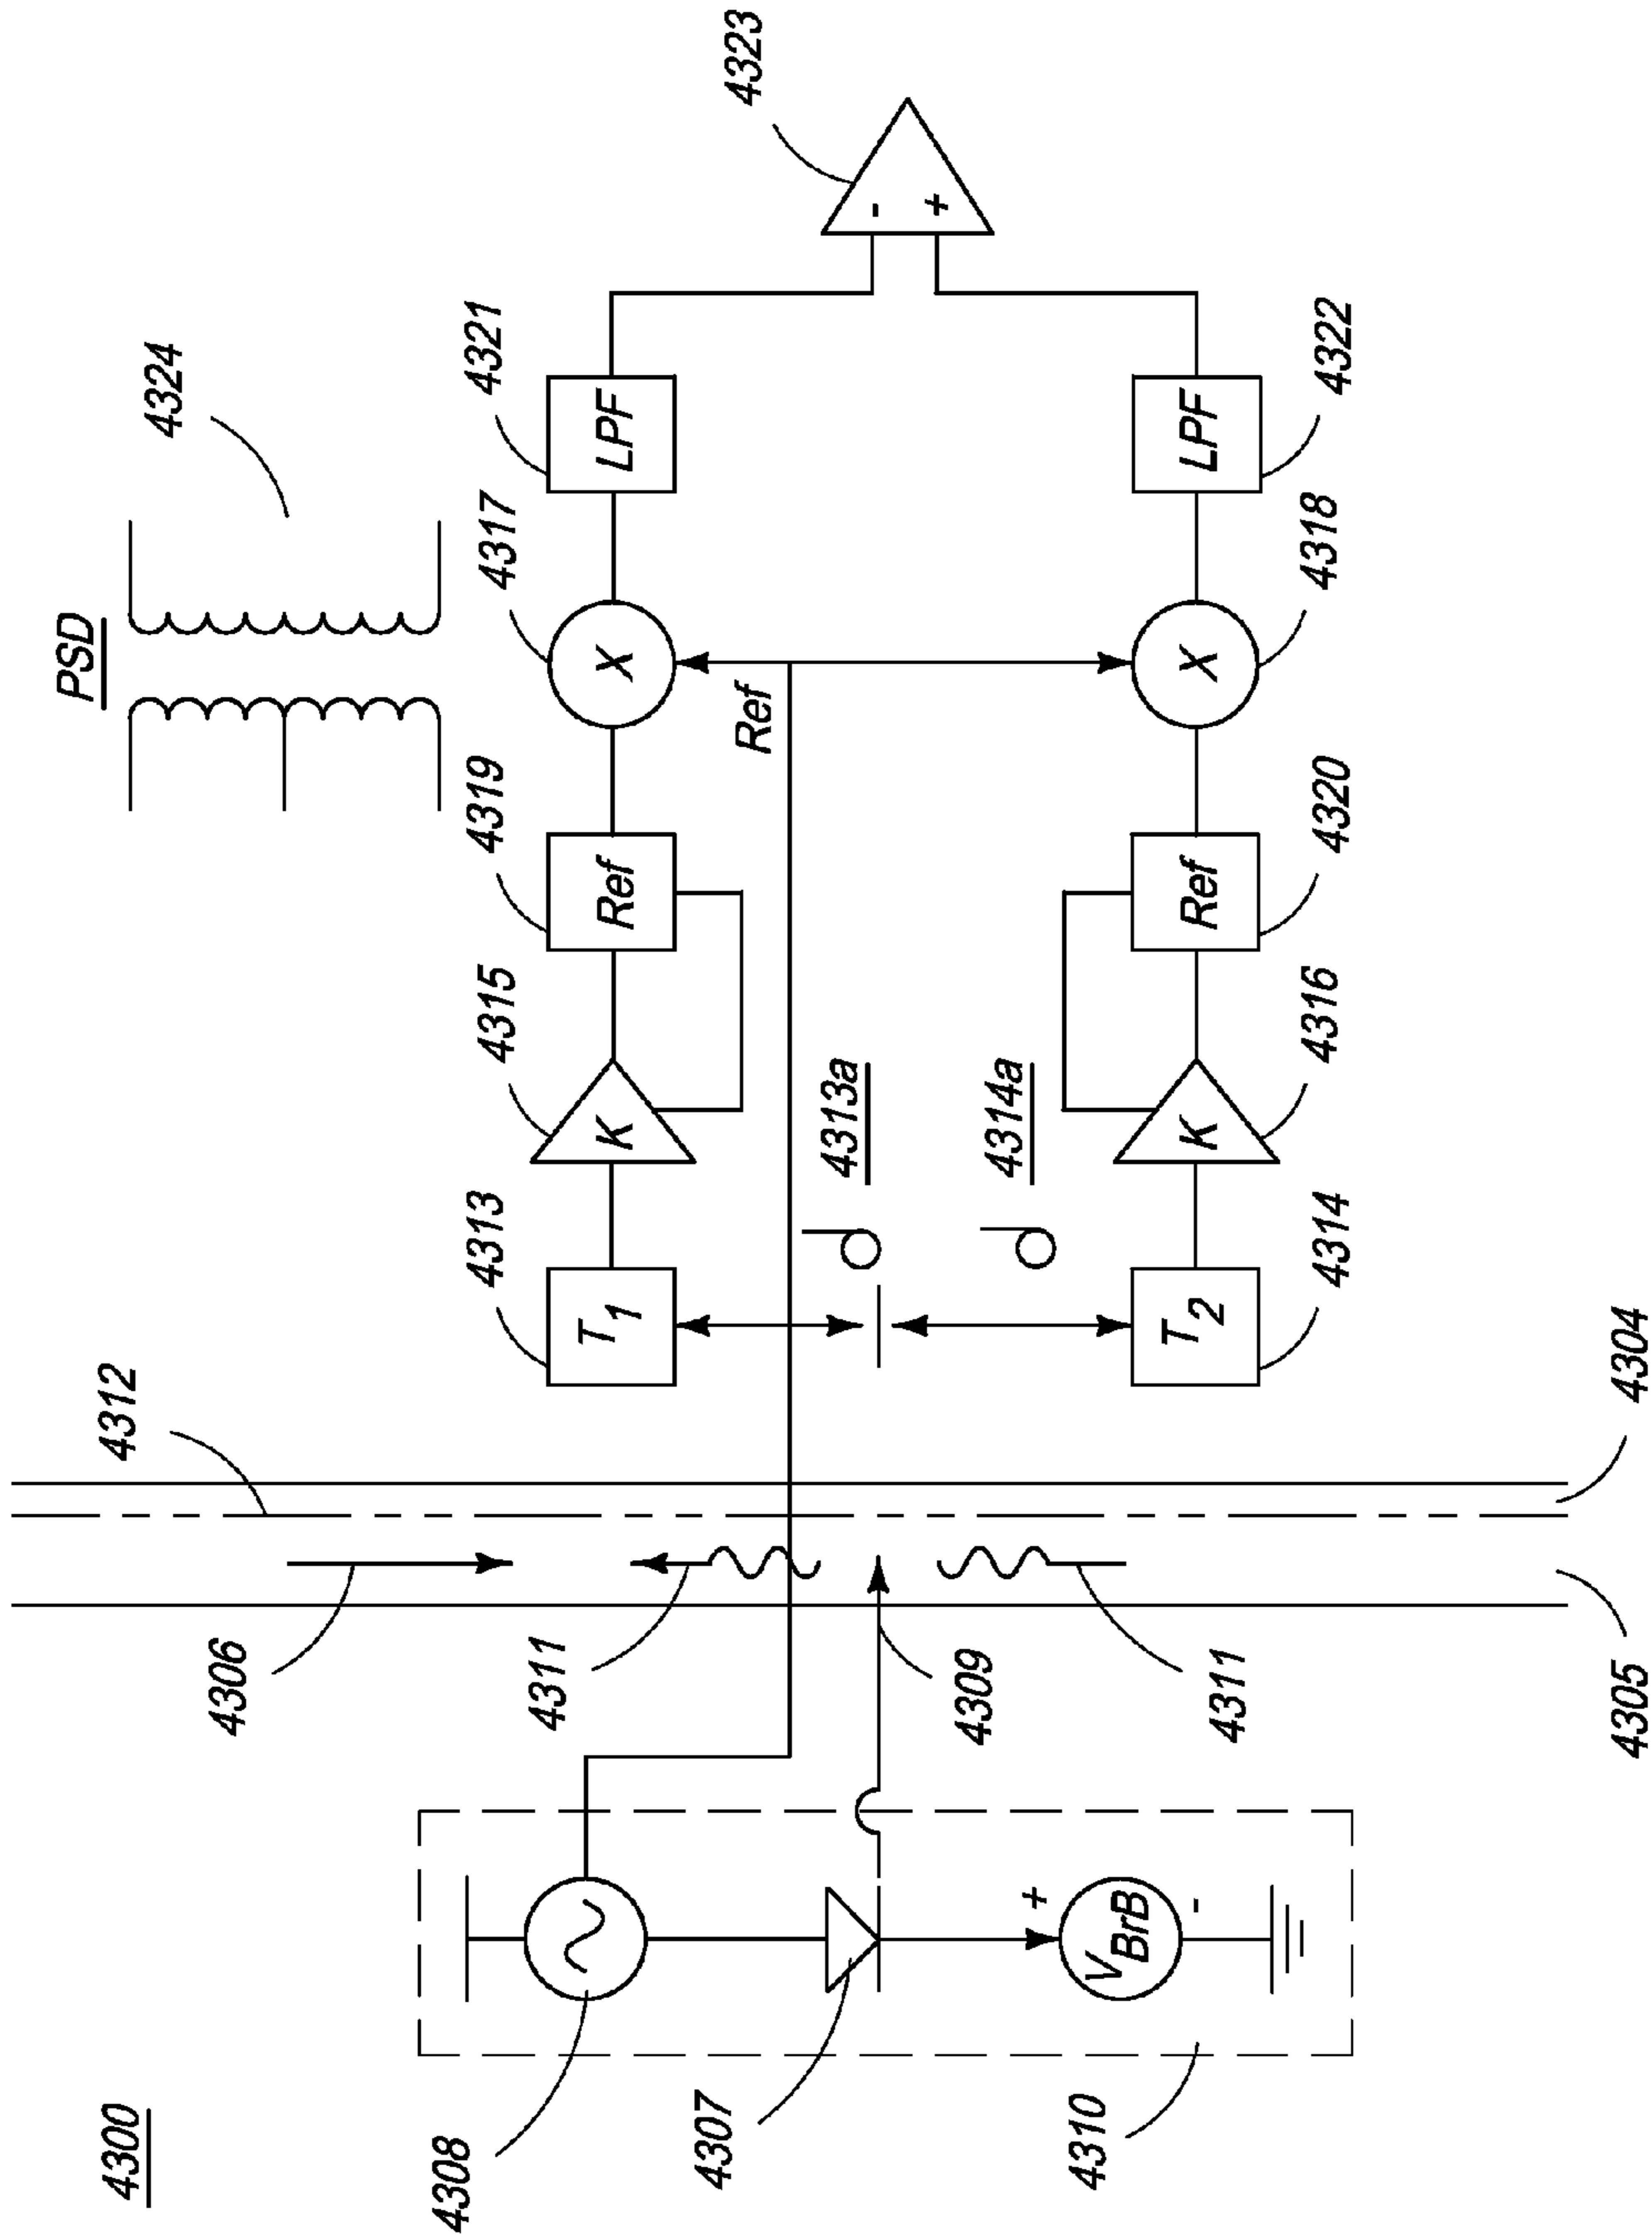 4300
PSD
4324
4323
4312
4306
4313
4315
4319
4317
4321
T1
K
Ref
X
LPF
Ref
-
+
4308
4311
4313a
4314a
4307
4309
+
VBrB
-
T2
K
Ref
X
LPF
4310
4311
4314
4316
4320
4318
4322
4305
4304